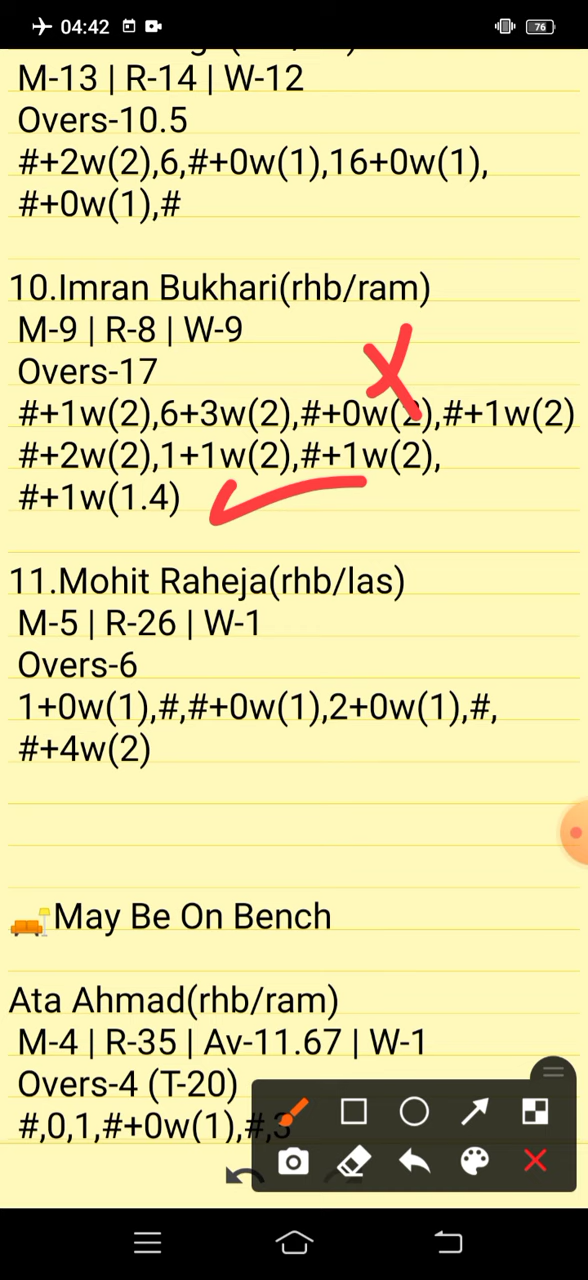 04:42
76
M-13 | R-14 | W-12
Overs-10.5
#+2w(2),6,#+0w(1),16+0w(1),
#+0w(1),#
10.Imran Bukhari(rhb/ram)
M-9 | R-8 | W-9
Overs-17
#+1w(2),6+3w(2),#+0w(2),#+1w(2)
#+2w(2),1+1w(2),#+1w(2),
#+1w(1.4)
11.Mohit Raheja(rhb/las)
M-5 | R-26 | W-1
Overs-6
1+0w(1),#,#+0w(1),2+0w(1),#,
#+4w(2)
May Be On Bench
Ata Ahmad(rhb/ram)
M-4 | R-35 | Av-11.67 | W-1
Overs-4 (T-20)
#,0,1,#+0w(1),#,3